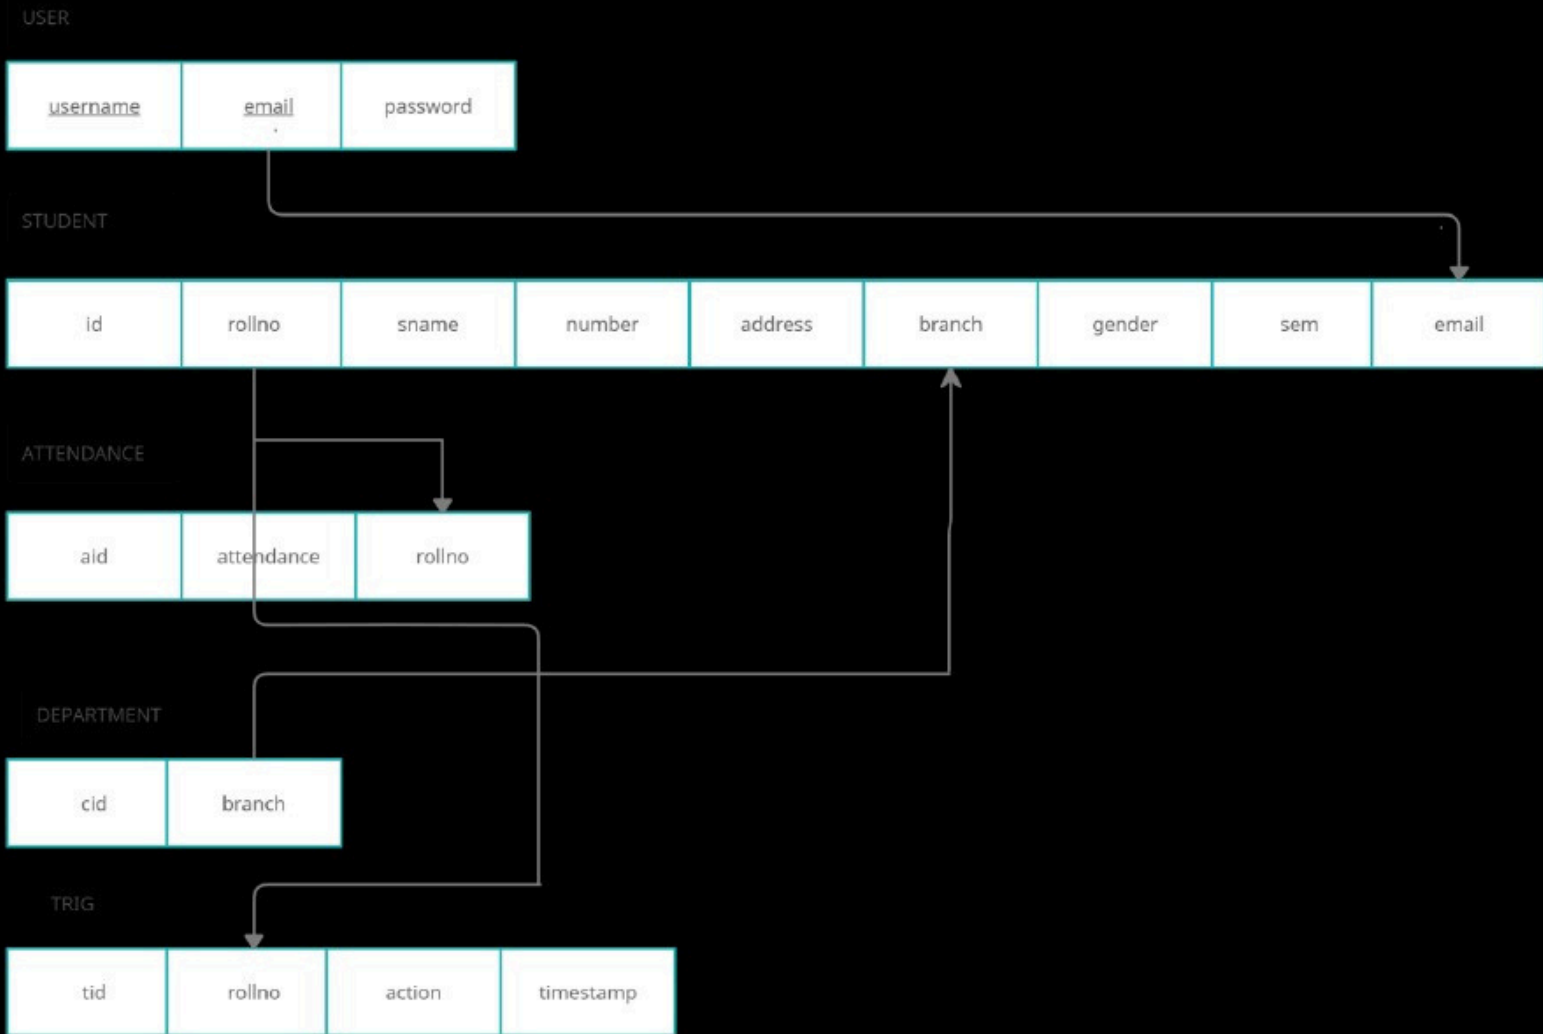 USER
username email password
STUDENT
id rollno sname number address branch gender sem email
ATTENDANCE
aid attendance rollno
DEPARTMENT
cid branch
TRIG
tid rollno action timestamp